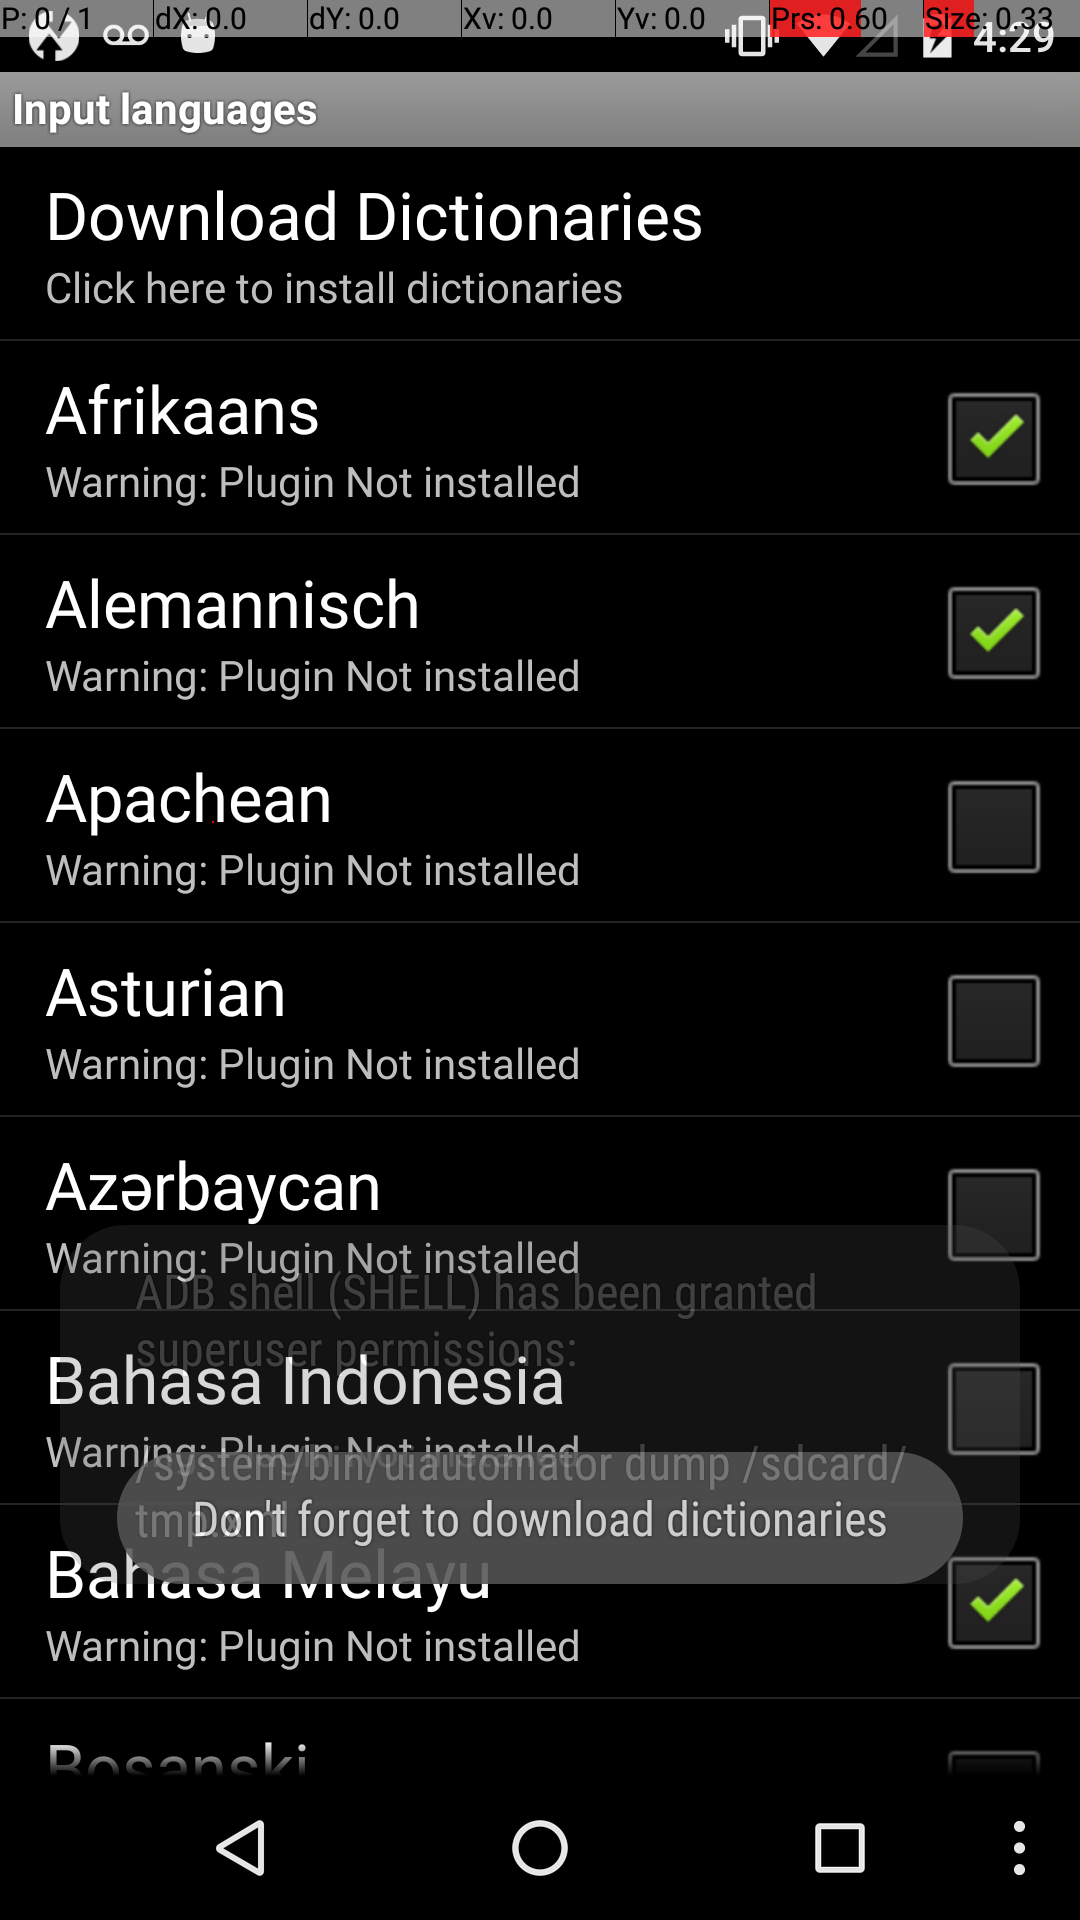 P: 0 / 1 dX: 0.0 dY: 0.0 Xv: 0.0 Yv: 0.0 Prs: 0.60 Size: 0.33
4:29
Input languages
Download Dictionaries
Click here to install dictionaries
Afrikaans
Warning: Plugin Not installed
Alemannisch
Warning: Plugin Not installed
Apachean
Warning: Plugin Not installed
Asturian
Warning: Plugin Not installed
Azərbaycan
Warning: Plugin Not installed
ADB shell (SHELL) has been granted
superuser permissions:
Bahasa Indonesia
Warning: Plugin Not installed
/system/bin/uiautomator dump /sdcard/
tmp.xml
Don't forget to download dictionaries
Bahasa Melayu
Warning: Plugin Not installed
Bosanski